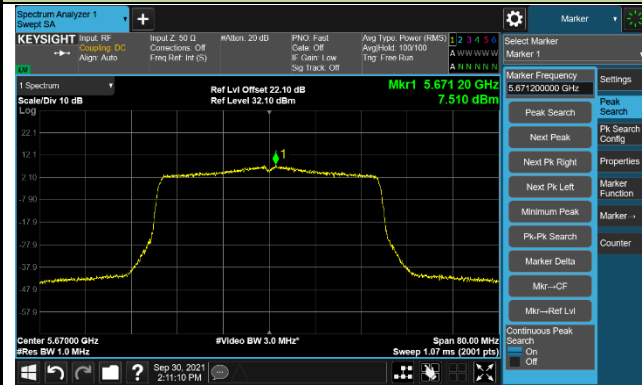 Spectrum Analyzer 1
Swept SA
Marker
KEYSIGHT
Input: RF
Coupling: DC
Align: Auto
Input Z: 50 Ω
Corrections: Off
Freq Ref: Int (S)
#Atten: 20 dB
PNO: Fast
Gate: Off
IF Gain: Low
Sig Track: Off
Avg Type: Power (RMS)
Avg|Hold: 100/100
Trig: Free Run
1 2 3 4 5 6
A W W W W W
A N N N N N
LXI
Select Marker
Marker 1
1 Spectrum
Scale/Div 10 dB
Log
Ref Lvl Offset 22.10 dB
Ref Level 32.10 dBm
Mkr1 5.671 20 GHz
7.510 dBm
22.1
12.1
2.10
-7.90
-17.9
-27.9
-37.9
-47.9
-57.9
1
Center 5.67000 GHz
#Res BW 1.0 MHz
#Video BW 3.0 MHz*
Span 80.00 MHz
Sweep 1.07 ms (2001 pts)
Marker Frequency
5.671200000 GHz
Peak Search
Next Peak
Next Pk Right
Next Pk Left
Minimum Peak
Pk-Pk Search
Marker Delta
Mkr→CF
Mkr→Ref Lvl
Continuous Peak
Search
On
Off
Settings
Peak
Search
Pk Search
Config
Properties
Marker
Function
Marker→
Counter
Sep 30, 2021
2:11:10 PM